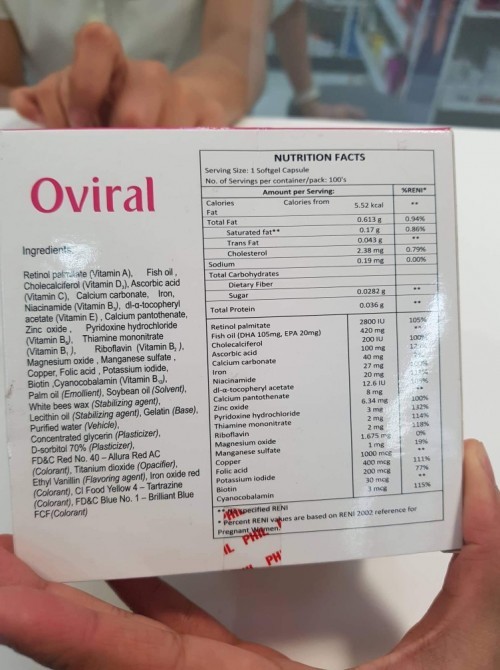 Oviral
Ingredients:
Retinol palmitate (Vitamin A), Fish oil ,
Cholecalciferol (Vitamin D₃), Ascorbic acid
(Vitamin C), Calcium carbonate, Iron,
Niacinamide (Vitamin B₃), dl-α-tocopheryl
acetate (Vitamin E) , Calcium pantothenate,
Zinc oxide , Pyridoxine hydrochloride
(Vitamin B₆), Thiamine mononitrate
(Vitamin B₁), Riboflavin (Vitamin B₂),
Magnesium oxide , Manganese sulfate ,
Copper, Folic acid , Potassium iodide,
Biotin ,Cyanocobalamin (Vitamin B₁₂),
Palm oil (Emollient), Soybean oil (Solvent),
White bees wax (Stabilizing agent),
Lecithin oil (Stabilizing agent), Gelatin (Base),
Purified water (Vehicle),
Concentrated glycerin (Plasticizer),
D-sorbitol 70% (Plasticizer),
FD&C Red No. 40 – Allura Red AC
(Colorant), Titanium dioxide (Opacifier),
Ethyl Vanillin (Flavoring agent), Iron oxide red
(Colorant), CI Food Yellow 4 – Tartrazine
(Colorant), FD&C Blue No. 1 – Brilliant Blue
FCF(Colorant)
NUTRITION FACTS
Serving Size: 1 Softgel Capsule
No. of Servings per container/pack: 100's
Amount per Serving: %RENI*
Calories Calories from 5.52 kcal **
Fat
Total Fat 0.613 g 0.94%
Saturated fat** 0.17 g 0.86%
Trans Fat 0.043 g **
Cholesterol 2.38 mg 0.79%
Sodium 0.19 mg 0.00%
Total Carbohydrates
Dietary Fiber
Sugar 0.0282 g **
Total Protein 0.036 g **
Retinol palmitate 2800 IU 105%
Fish oil (DHA 105mg, EPA 20mg) 420 mg **
Cholecalciferol 200 IU 100%
Ascorbic acid 100 mg
Calcium carbonate 40 mg
Iron 27 mg 100%
Niacinamide 20 mg
dl-α-tocopheryl acetate 12.6 IU
Calcium pantothenate 8 mg **
Zinc oxide 6.34 mg 100%
Pyridoxine hydrochloride 3 mg 132%
Thiamine mononitrate 2 mg 114%
Riboflavin 2 mg 118%
Magnesium oxide 1.675 mg 0%
Manganese sulfate 1 mg 19%
Copper 1000 mcg **
Folic acid 400 mcg 111%
Potassium iodide 200 mcg 77%
Biotin 30 mcg **
Cyanocobalamin 3 mcg 115%
** specified RENI
* Percent RENI values are based on RENI 2002 reference for
Pregnant Women.
PHIL
PH